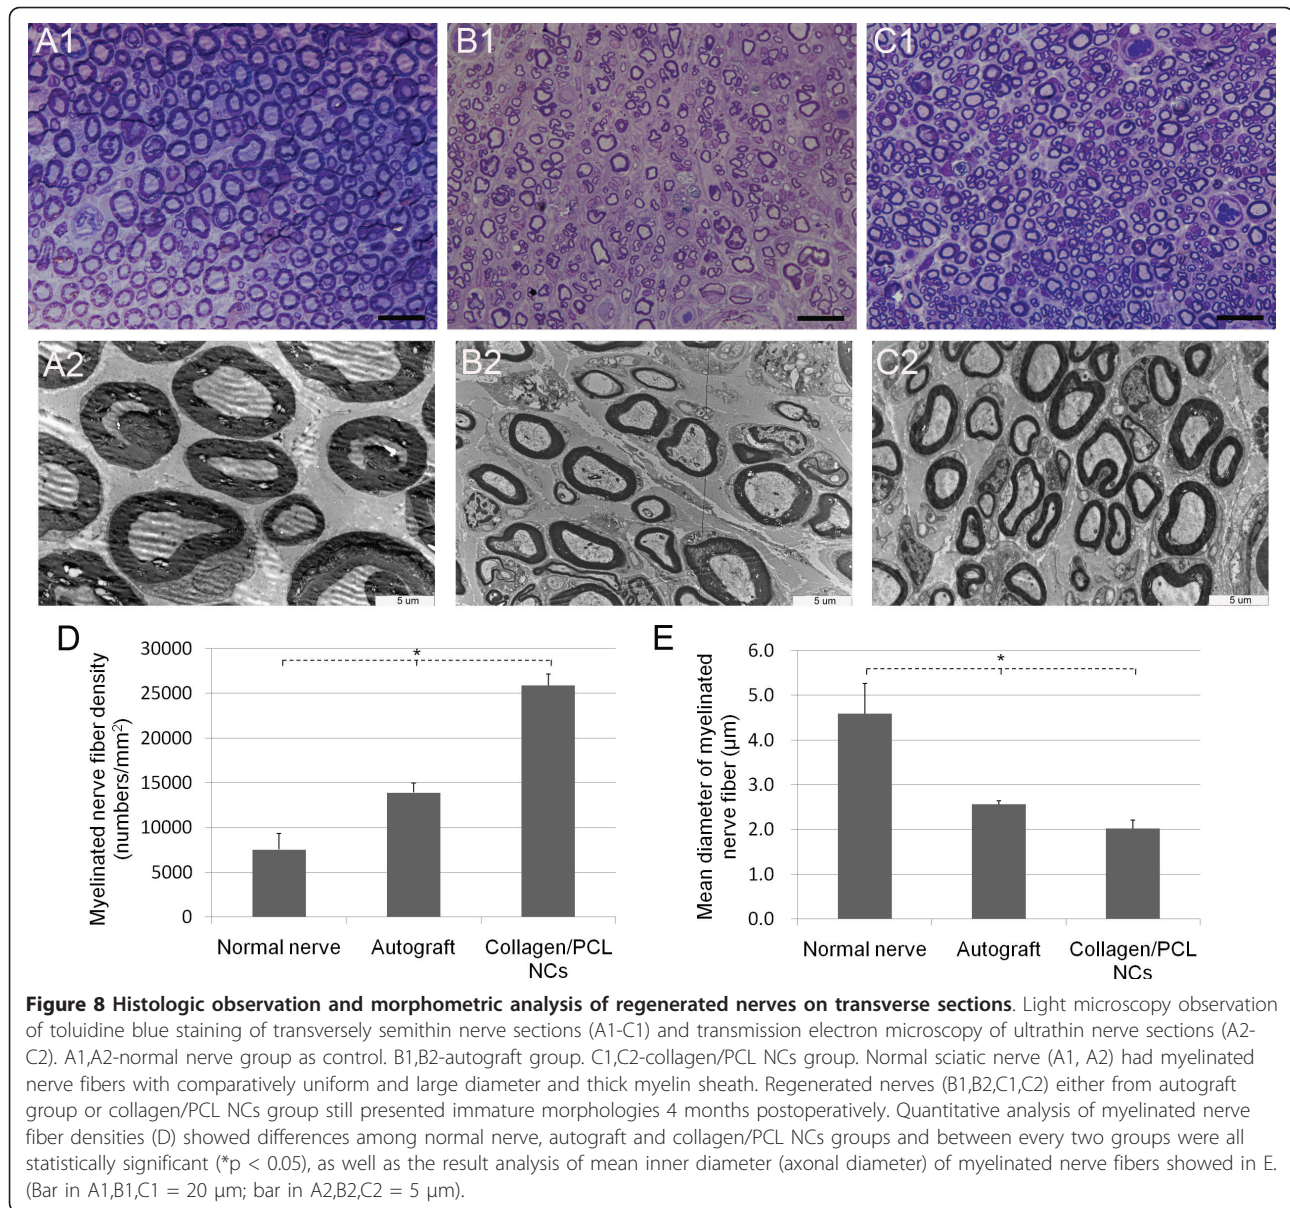 A1
B1
C1
A2
B2
C2
5 um
5 um
5 um
D
E
Myelinated nerve fiber density
(numbers/mm²)
30000
25000
20000
15000
10000
5000
0
*
Normal nerve
Autograft
Collagen/PCL
NCs
Mean diameter of myelinated
nerve fiber (µm)
6.0
5.0
4.0
3.0
2.0
1.0
0.0
*
Normal nerve
Autograft
Collagen/PCL
NCs
Figure 8 Histologic observation and morphometric analysis of regenerated nerves on transverse sections. Light microscopy observation
of toluidine blue staining of transversely semithin nerve sections (A1-C1) and transmission electron microscopy of ultrathin nerve sections (A2-
C2). A1,A2-normal nerve group as control. B1,B2-autograft group. C1,C2-collagen/PCL NCs group. Normal sciatic nerve (A1, A2) had myelinated
nerve fibers with comparatively uniform and large diameter and thick myelin sheath. Regenerated nerves (B1,B2,C1,C2) either from autograft
group or collagen/PCL NCs group still presented immature morphologies 4 months postoperatively. Quantitative analysis of myelinated nerve
fiber densities (D) showed differences among normal nerve, autograft and collagen/PCL NCs groups and between every two groups were all
statistically significant (*p < 0.05), as well as the result analysis of mean inner diameter (axonal diameter) of myelinated nerve fibers showed in E.
(Bar in A1,B1,C1 = 20 µm; bar in A2,B2,C2 = 5 µm).